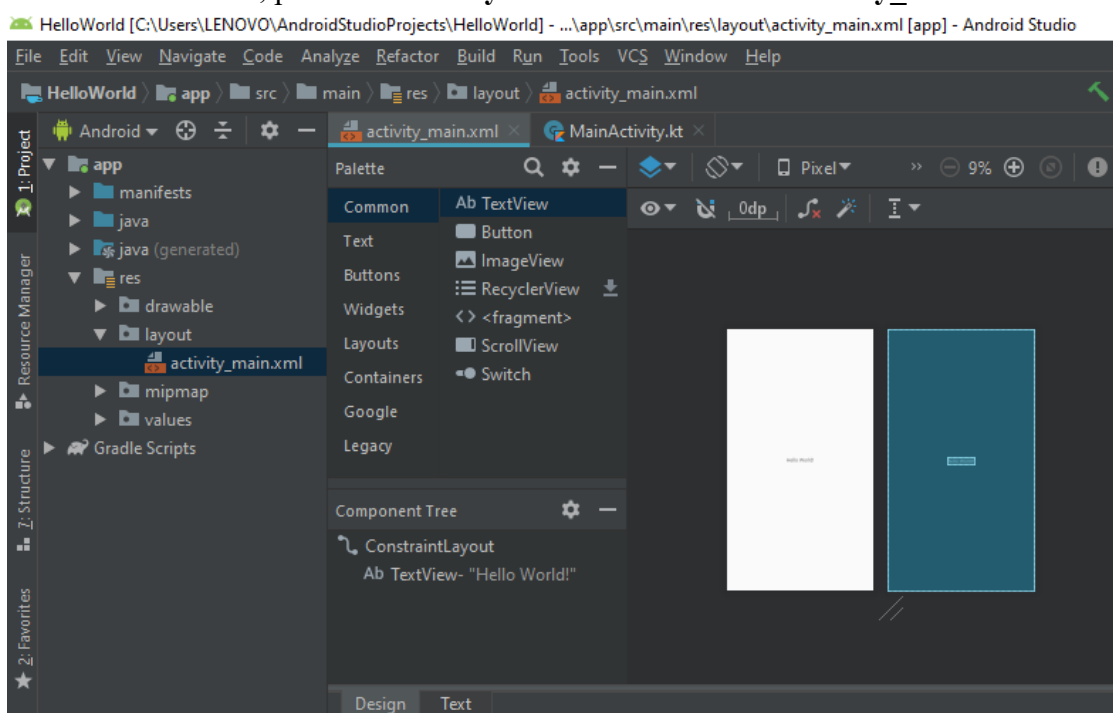 HelloWorld [C:\Users\LENOVO\AndroidStudioProjects\HelloWorld] - ...\app\src\main\res\layout\activity_main.xml [app] - Android Studio
File Edit View Navigate Code Analyze Refactor Build Run Tools VCS Window Help
HelloWorld app src main res layout activity_main.xml
Android
activity_main.xml MainActivity.kt
1: Project
Resource Manager
7: Structure
2: Favorites
app
manifests
java
java (generated)
res
drawable
layout
activity_main.xml
mipmap
values
Gradle Scripts
Palette
Common
Text
Buttons
Widgets
Layouts
Containers
Google
Legacy
Ab TextView
Button
ImageView
RecyclerView
<fragment>
ScrollView
Switch
Pixel 9%
0dp
Hello World!
Component Tree
ConstraintLayout
Ab TextView- "Hello World!"
Design Text